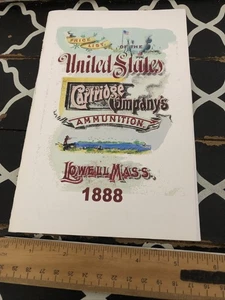 PRICE LIST
OF THE
United States
Cartridge Company's
AMMUNITION
LOWELL, MASS.
1888